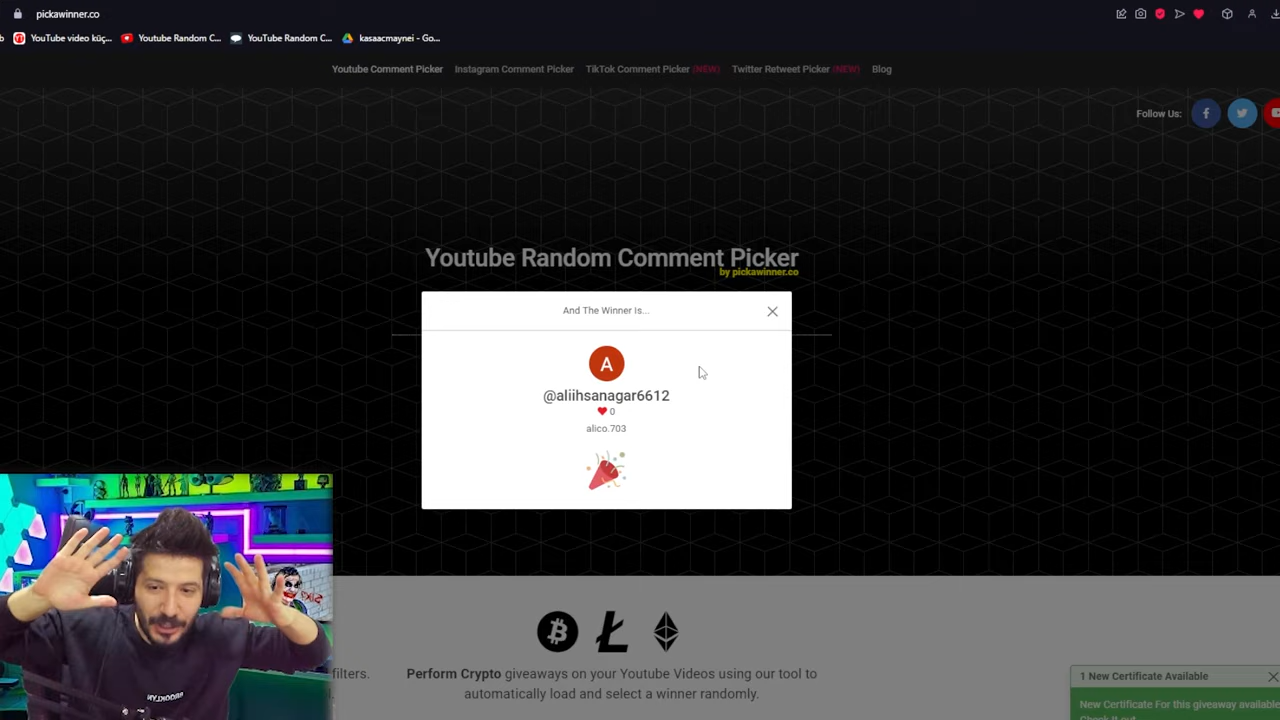 pickawinner.co
YouTube video küç... Youtube Random C... YouTube Random C... kasaacmaynei - Go...
Youtube Comment Picker Instagram Comment Picker TikTok Comment Picker (NEW) Twitter Retweet Picker (NEW) Blog
Follow Us:
Youtube Random Comment Picker
by pickawinner.co
And The Winner Is...
A
@aliihsanagar6612
0
alico.703
filters.
Perform Crypto giveaways on your Youtube Videos using our tool to
automatically load and select a winner randomly.
1 New Certificate Available
New Certificate For this giveaway available
Check It out